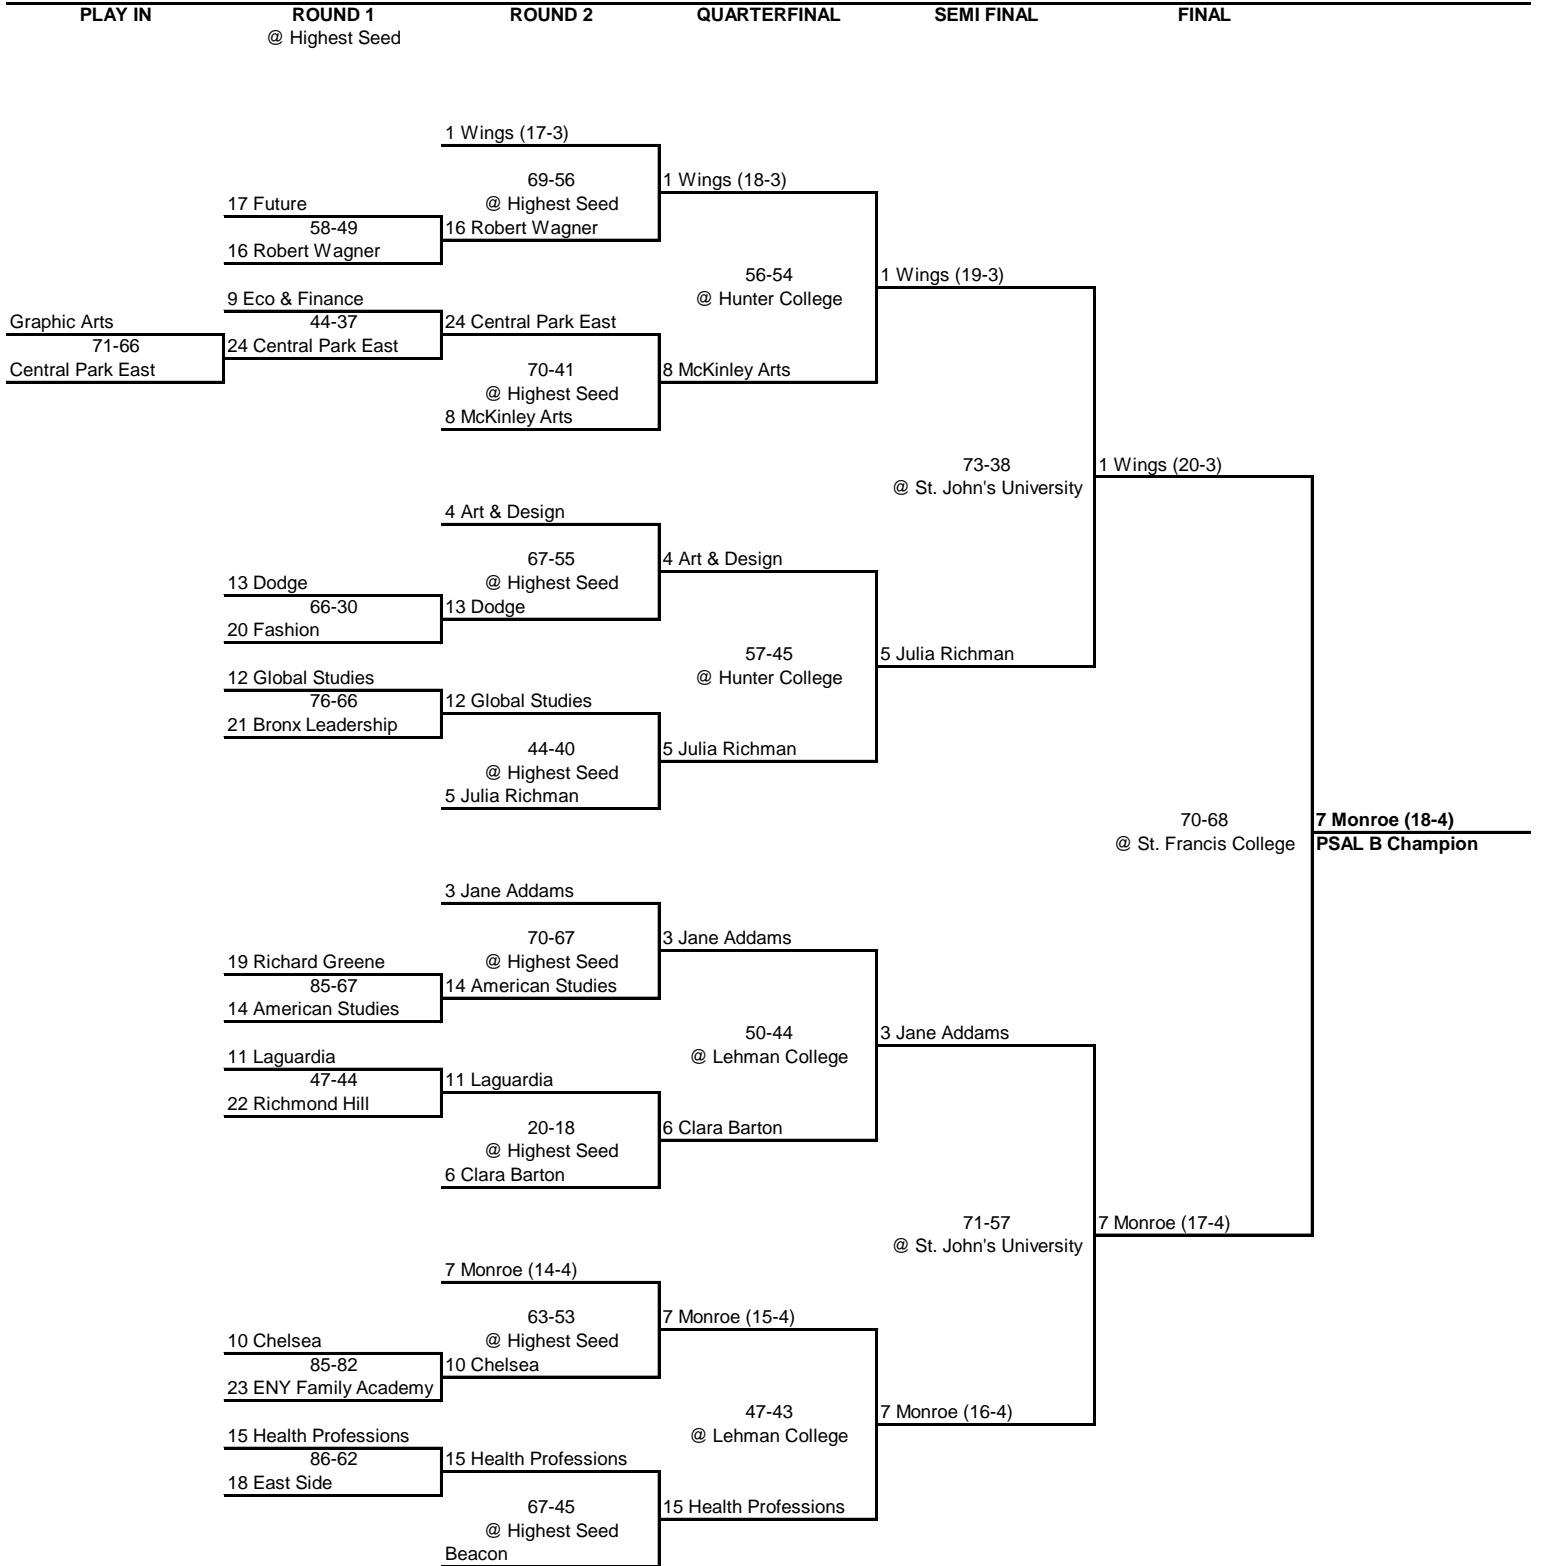 PLAY IN ROUND 1 ROUND 2 QUARTERFINAL SEMI FINAL FINAL
@ Highest Seed
1 Wings (17-3)
69-56 1 Wings (18-3)
17 Future @ Highest Seed
58-49 16 Robert Wagner
16 Robert Wagner
56-54 1 Wings (19-3)
9 Eco & Finance @ Hunter College
Graphic Arts 44-37 24 Central Park East
71-66 24 Central Park East
Central Park East 70-41 8 McKinley Arts
@ Highest Seed
8 McKinley Arts
73-38 1 Wings (20-3)
@ St. John's University
4 Art & Design
67-55 4 Art & Design
13 Dodge @ Highest Seed
66-30 13 Dodge
20 Fashion
57-45 5 Julia Richman
12 Global Studies @ Hunter College
76-66 12 Global Studies
21 Bronx Leadership
44-40 5 Julia Richman
@ Highest Seed
5 Julia Richman
70-68 7 Monroe (18-4)
@ St. Francis College PSAL B Champion
3 Jane Addams
70-67 3 Jane Addams
19 Richard Greene @ Highest Seed
85-67 14 American Studies
14 American Studies
50-44 3 Jane Addams
11 Laguardia @ Lehman College
47-44 11 Laguardia
22 Richmond Hill
20-18 6 Clara Barton
@ Highest Seed
6 Clara Barton
71-57 7 Monroe (17-4)
@ St. John's University
7 Monroe (14-4)
63-53 7 Monroe (15-4)
10 Chelsea @ Highest Seed
85-82 10 Chelsea
23 ENY Family Academy
47-43 7 Monroe (16-4)
15 Health Professions @ Lehman College
86-62 15 Health Professions
18 East Side
67-45 15 Health Professions
@ Highest Seed
Beacon